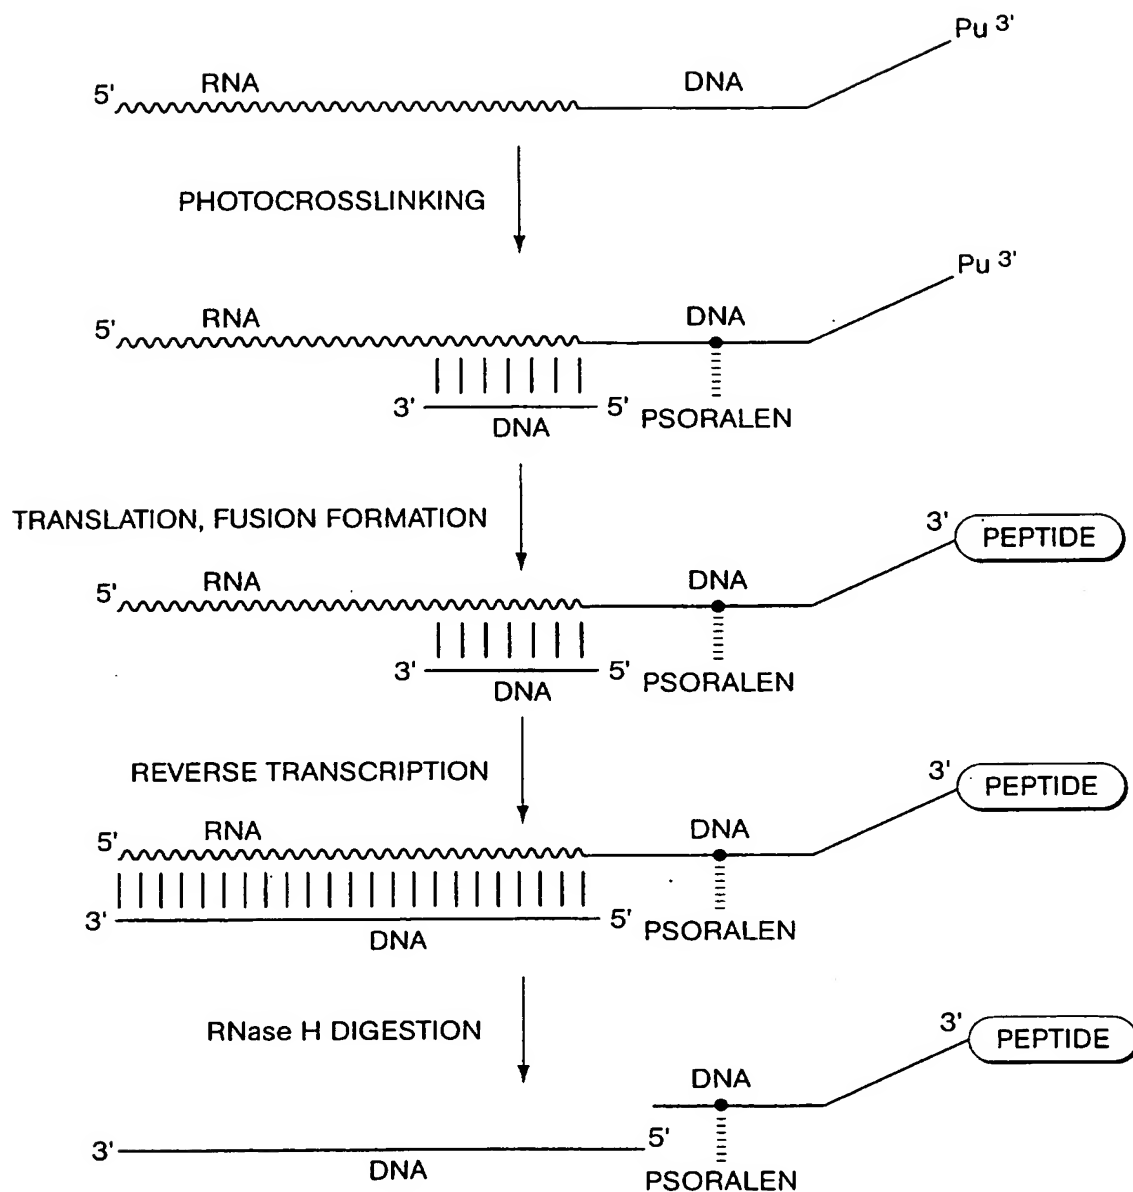 Pu 3'
RNA DNA
5'
PHOTOCROSSLINKING
Pu 3'
RNA DNA
5'
3' 5' PSORALEN
DNA
TRANSLATION, FUSION FORMATION
3' PEPTIDE
RNA DNA
5'
3' 5' PSORALEN
DNA
REVERSE TRANSCRIPTION
3' PEPTIDE
RNA DNA
5'
3' 5' PSORALEN
DNA
RNase H DIGESTION
3' PEPTIDE
DNA
3' 5'
DNA PSORALEN